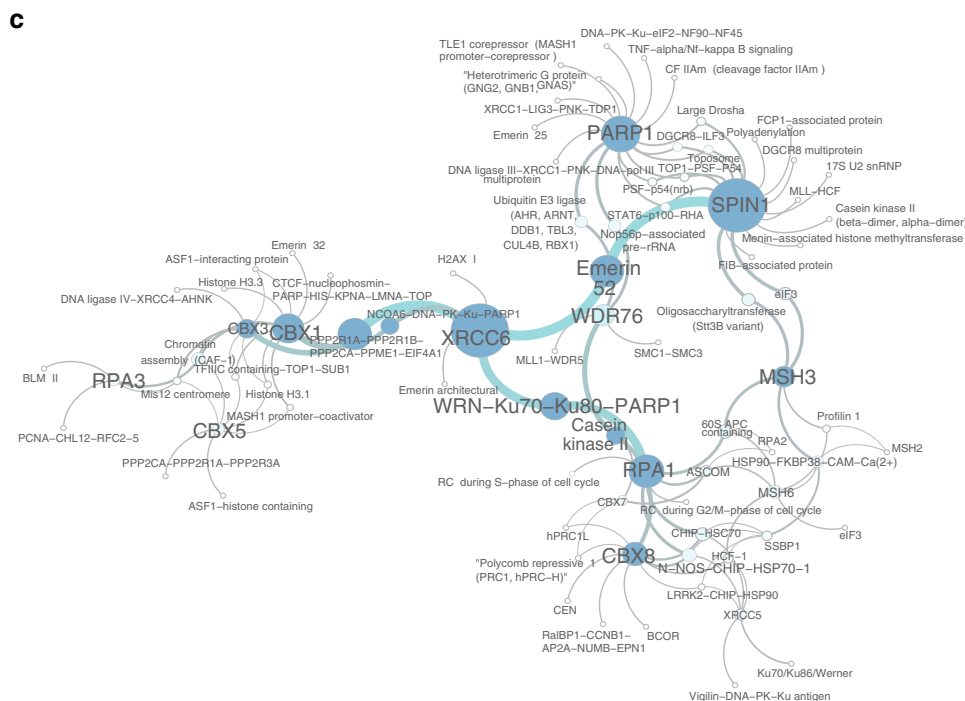 c
DNA–PK–Ku–eIF2–NF90–NF45
TLE1 corepressor (MASH1
promoter–corepressor )
TNF–alpha/Nf–kappa B signaling
CF IIAm (cleavage factor IIAm )
"Heterotrimeric G protein
(GNG2, GNB1, GNAS)"
XRCC1–LIG3–PNK–TDP1
Large Drosha
FCP1–associated protein
Emerin 25
PARP1
DGCR8–ILF3
Polyadenylation
DGCR8 multiprotein
Toposome
17S U2 snRNP
DNA ligase III–XRCC1–PNK–DNA–pol III
multiprotein
TOP1–PSF–P54
PSF–p54(nrb)
MLL–HCF
Ubiquitin E3 ligase
(AHR, ARNT,
DDB1, TBL3,
CUL4B, RBX1)
SPIN1
STAT6–p100–RHA
Casein kinase II
(beta–dimer, alpha–dimer)
Nop56p–associated
pre–rRNA
Menin–associated histone methyltransferase
Emerin 32
ASF1–interacting protein
H2AX I
FIB–associated protein
Emerin
52
Histone H3.3
CTCF–nucleophosmin–
PARP–HIS–KPNA–LMNA–TOP
DNA ligase IV–XRCC4–AHNK
eIF3
NCOA6–DNA–PK–Ku–PARP1
Oligosaccharyltransferase
(Stt3B variant)
WDR76
CBX3
CBX1
XRCC6
PPP2R1A–PPP2R1B–
PPP2CA–PPME1–EIF4A1
Chromatin
assembly (CAF–1)
SMC1–SMC3
MLL1–WDR5
TFIIIC containing–TOP1–SUB1
BLM II
RPA3
MSH3
Mis12 centromere
Histone H3.1
Emerin architectural
WRN–Ku70–Ku80–PARP1
MASH1 promoter–coactivator
Profilin 1
CBX5
Casein
kinase II
60S APC
containing
PCNA–CHL12–RFC2–5
RPA2
MSH2
PPP2CA–PPP2R1A–PPP2R3A
HSP90–FKBP38–CAM–Ca(2+)
RPA1
ASCOM
RC during S–phase of cell cycle
MSH6
CBX7
ASF1–histone containing
RC during G2/M–phase of cell cycle
hPRC1L
CHIP–HSC70
eIF3
SSBP1
CBX8
HCF–1
"Polycomb repressive 1
(PRC1, hPRC–H)"
N–NOS–CHIP–HSP70–1
LRRK2–CHIP–HSP90
CEN
XRCC5
RalBP1–CCNB1–
AP2A–NUMB–EPN1
BCOR
Ku70/Ku86/Werner
Vigilin–DNA–PK–Ku antigen